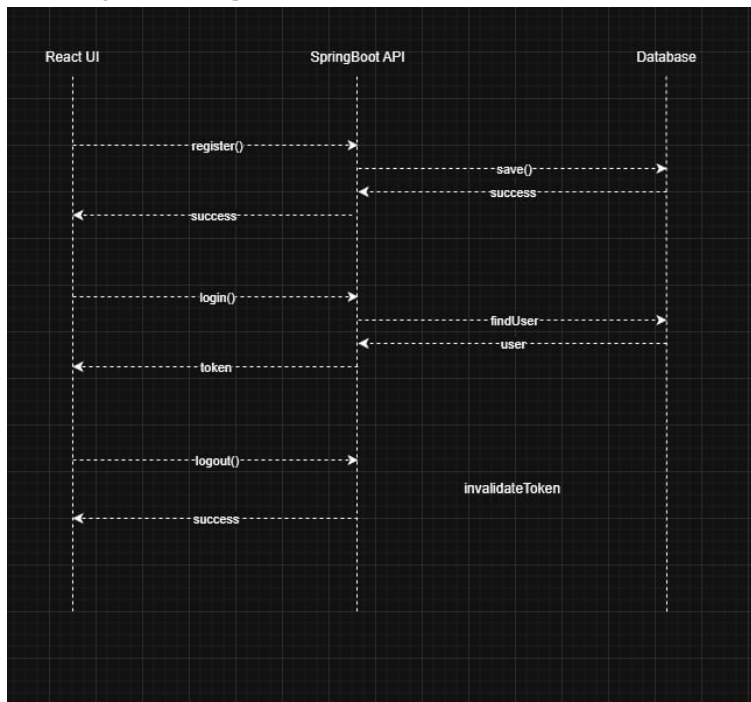 React UI
SpringBoot API
Database
register()
save()
success
success
login()
findUser
user
token
logout()
invalidateToken
success